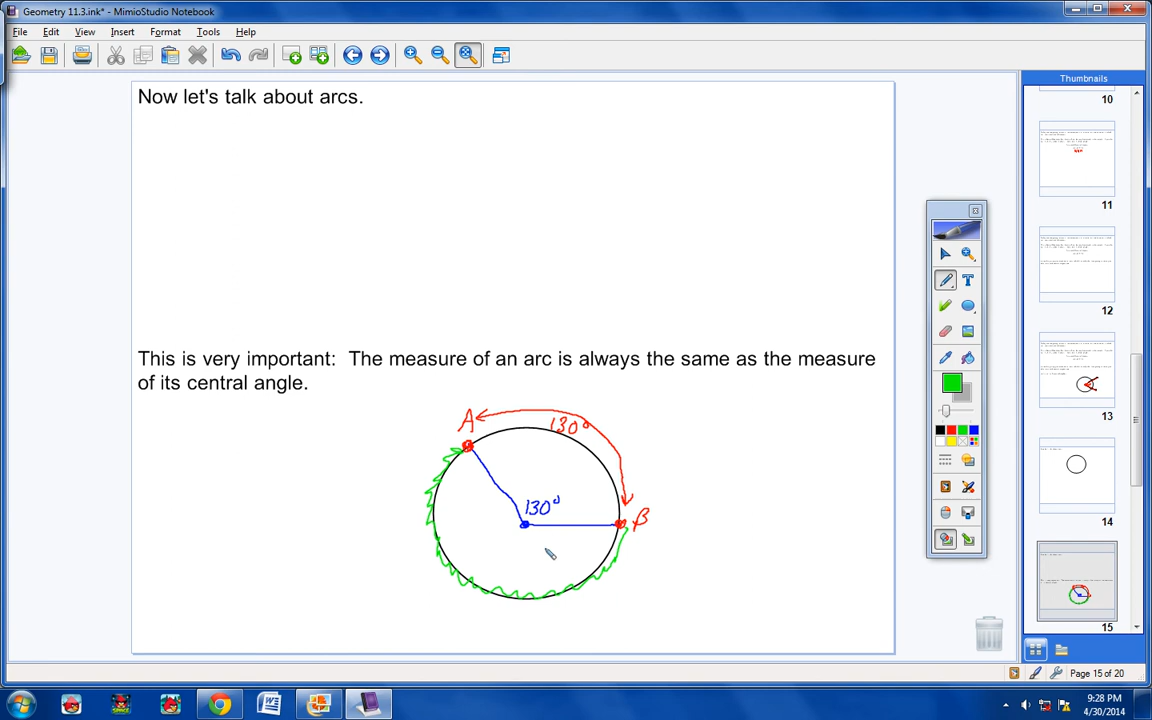 Geometry 11.3.ink* - MimioStudio Notebook
File Edit View Insert Format Tools Help
Now let's talk about arcs.
This is very important: The measure of an arc is always the same as the measure
of its central angle.
A
130°
130°
B
Thumbnails
10
11
12
13
14
15
Page 15 of 20
9:28 PM
4/30/2014